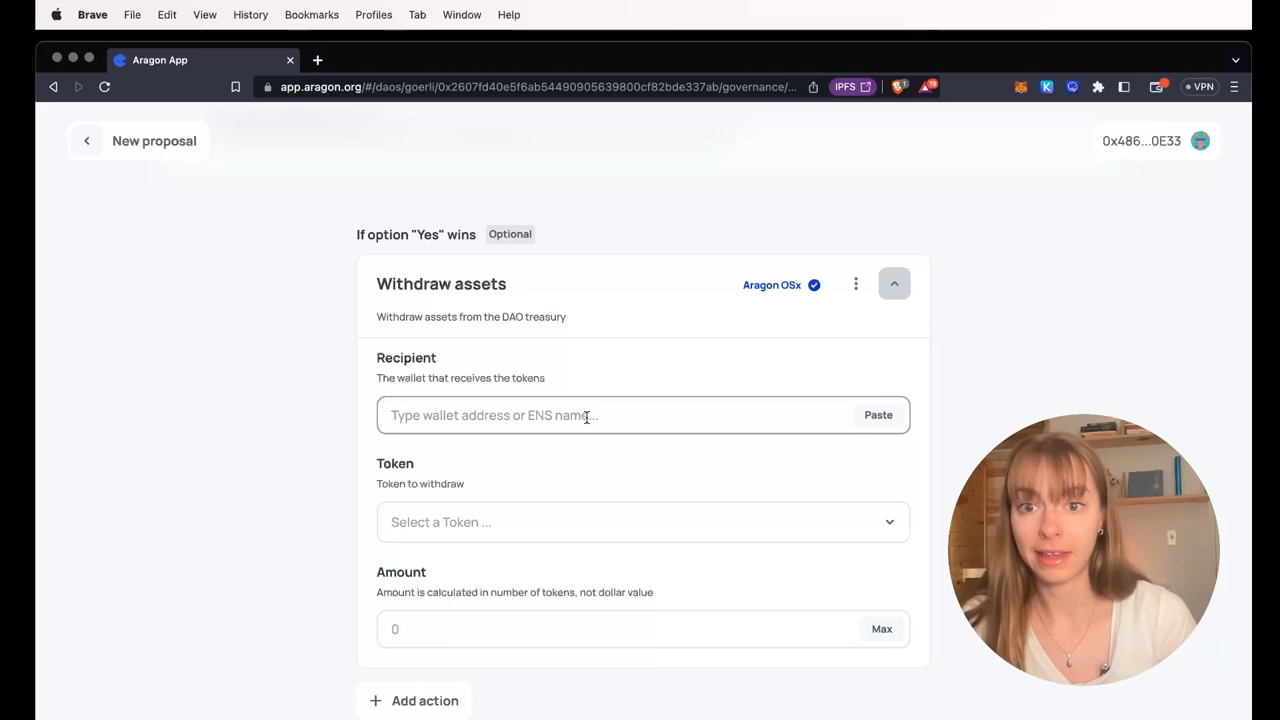 Brave File Edit View History Bookmarks Profiles Tab Window Help
Aragon App
app.aragon.org/#/daos/goerli/0x2607fd40e5f6ab54490905639800cf82bde337ab/governance/... IPFS 1 19 VPN
New proposal 0x486...0E33
If option "Yes" wins Optional
Withdraw assets Aragon OSx
Withdraw assets from the DAO treasury
Recipient
The wallet that receives the tokens
Type wallet address or ENS name... Paste
Token
Token to withdraw
Select a Token ...
Amount
Amount is calculated in number of tokens, not dollar value
0 Max
Add action